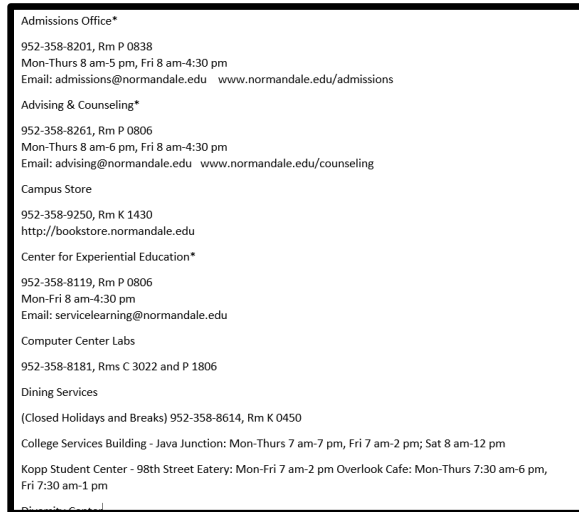 Admissions Office*
952-358-8201, Rm P 0838
Mon-Thurs 8 am-5 pm, Fri 8 am-4:30 pm
Email: admissions@normandale.edu www.normandale.edu/admissions
Advising & Counseling*
952-358-8261, Rm P 0806
Mon-Thurs 8 am-6 pm, Fri 8 am-4:30 pm
Email: advising@normandale.edu www.normandale.edu/counseling
Campus Store
952-358-9250, Rm K 1430
http://bookstore.normandale.edu
Center for Experiential Education*
952-358-8119, Rm P 0806
Mon-Fri 8 am-4:30 pm
Email: servicelearning@normandale.edu
Computer Center Labs
952-358-8181, Rms C 3022 and P 1806
Dining Services
(Closed Holidays and Breaks) 952-358-8614, Rm K 0450
College Services Building - Java Junction: Mon-Thurs 7 am-7 pm, Fri 7 am-2 pm; Sat 8 am-12 pm
Kopp Student Center - 98th Street Eatery: Mon-Fri 7 am-2 pm Overlook Cafe: Mon-Thurs 7:30 am-6 pm,
Fri 7:30 am-1 pm
Diversity Center